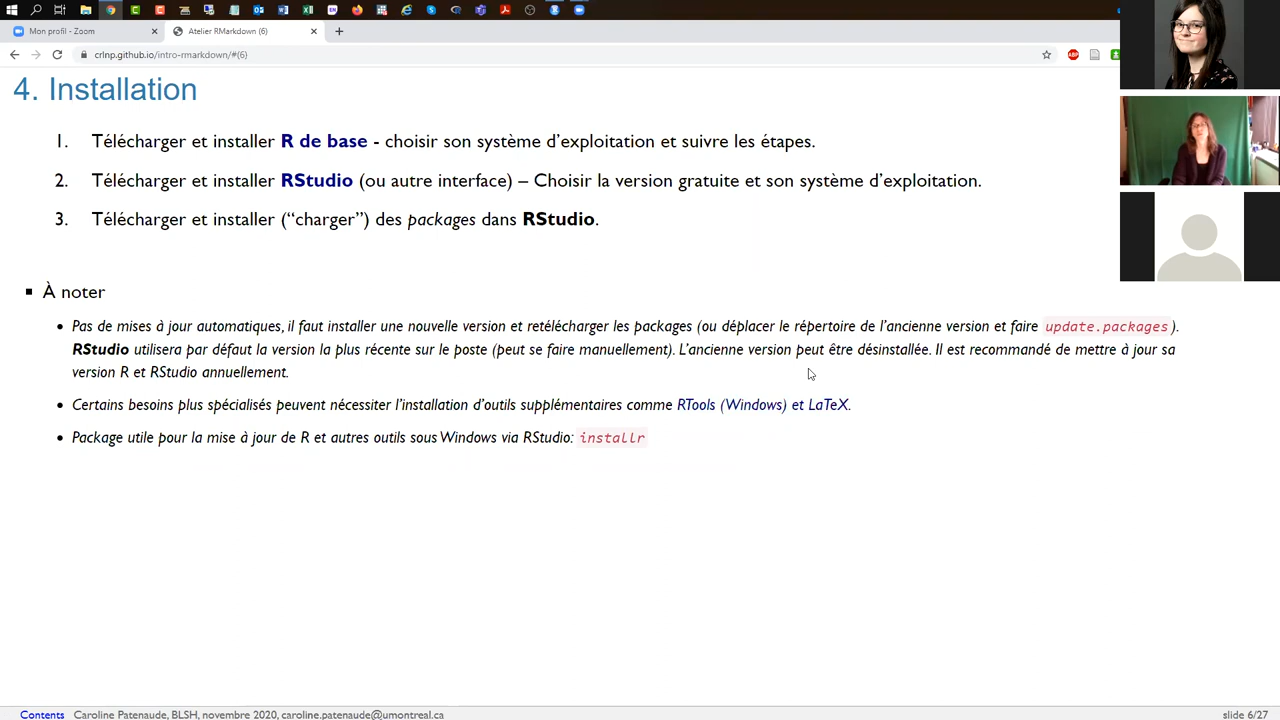 Mon profil - Zoom
Atelier RMarkdown (6)
crlnp.github.io/intro-rmarkdown/#(6)
ABP
4. Installation
1. Télécharger et installer R de base - choisir son système d'exploitation et suivre les étapes.
2. Télécharger et installer RStudio (ou autre interface) – Choisir la version gratuite et son système d'exploitation.
3. Télécharger et installer (“charger”) des packages dans RStudio.
À noter
Pas de mises à jour automatiques, il faut installer une nouvelle version et retélécharger les packages (ou déplacer le répertoire de l'ancienne version et faire update.packages).
RStudio utilisera par défaut la version la plus récente sur le poste (peut se faire manuellement). L'ancienne version peut être désinstallée. Il est recommandé de mettre à jour sa
version R et RStudio annuellement.
Certains besoins plus spécialisés peuvent nécessiter l'installation d'outils supplémentaires comme RTools (Windows) et LaTeX.
Package utile pour la mise à jour de R et autres outils sous Windows via RStudio: installr
Contents Caroline Patenaude, BLSH, novembre 2020, caroline.patenaude@umontreal.ca slide 6/27